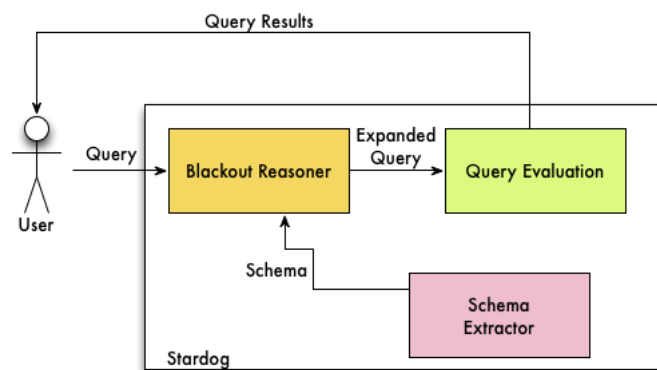 Query Results
Query
Blackout Reasoner
Expanded
Query
Query Evaluation
User
Schema
Schema
Extractor
Stardog